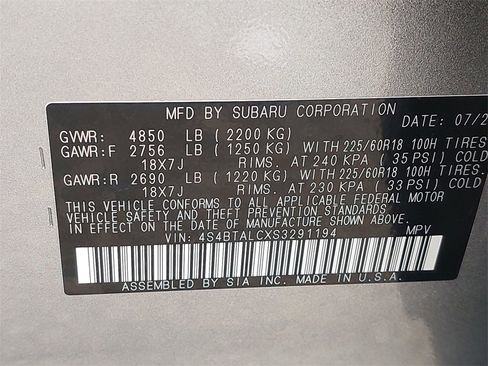 MFD BY SUBARU CORPORATION
DATE: 07/2
GVWR: 4850 LB (2200 KG)
GAWR:F 2756 LB (1250 KG) WITH 225/60R18 100H TIRES
18X7J RIMS. AT 240 KPA (35 PSI) COLD
GAWR:R 2690 LB (1220 KG) WITH 225/60R18 100H TIRES
18X7J RIMS. AT 230 KPA (33 PSI) COLD
THIS VEHICLE CONFORMS TO ALL APPLICABLE FEDERAL MOTOR
VEHICLE SAFETY AND THEFT PREVENTION STANDARDS
IN EFFECT ON THE DATE OF MANUFACTURE SHOWN ABOVE.
VIN: 4S4BTALCXS3291194 MPV
ASSEMBLED BY SIA INC. MADE IN U.S.A.